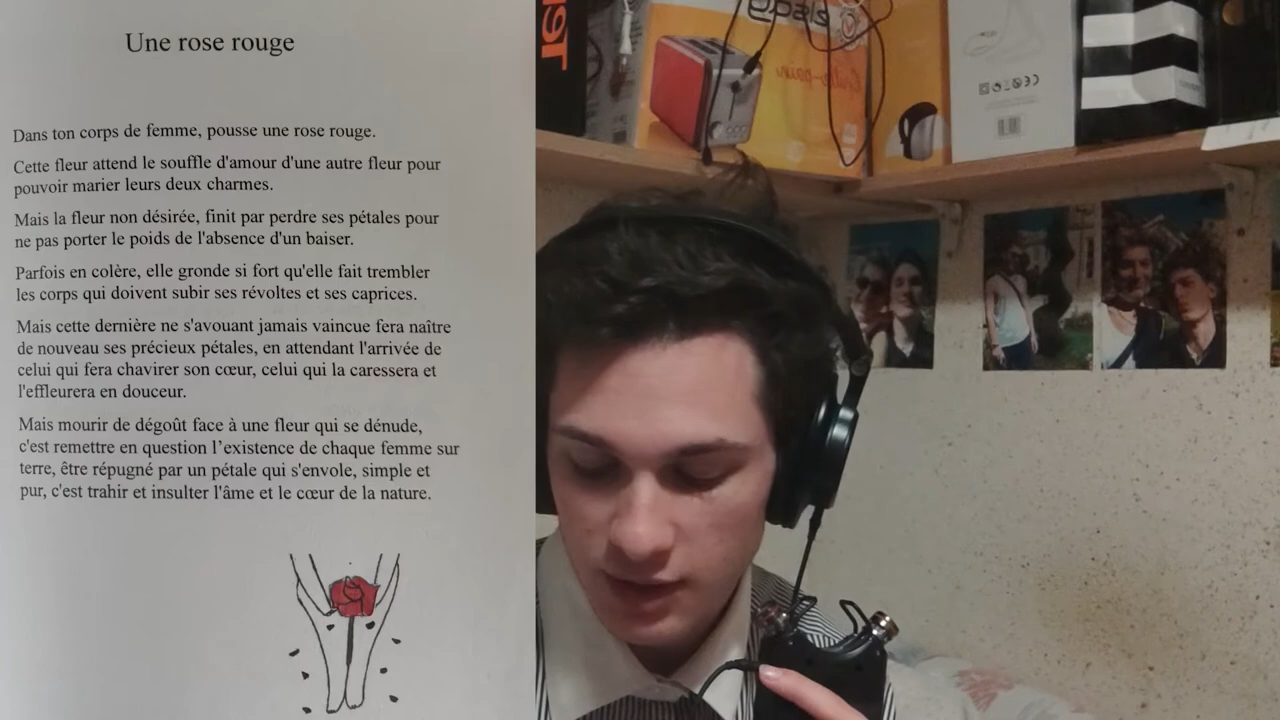 Une rose rouge
Dans ton corps de femme, pousse une rose rouge.
Cette fleur attend le souffle d'amour d'une autre fleur pour
pouvoir marier leurs deux charmes.
Mais la fleur non désirée, finit par perdre ses pétales pour
ne pas porter le poids de l'absence d'un baiser.
Parfois en colère, elle gronde si fort qu'elle fait trembler
les corps qui doivent subir ses révoltes et ses caprices.
Mais cette dernière ne s'avouant jamais vaincue fera naître
de nouveau ses précieux pétales, en attendant l'arrivée de
celui qui fera chavirer son cœur, celui qui la caressera et
l'effleurera en douceur.
Mais mourir de dégoût face à une fleur qui se dénude,
c'est remettre en question l’existence de chaque femme sur
terre, être répugné par un pétale qui s'envole, simple et
pur, c'est trahir et insulter l'âme et le cœur de la nature.
Grille-pain